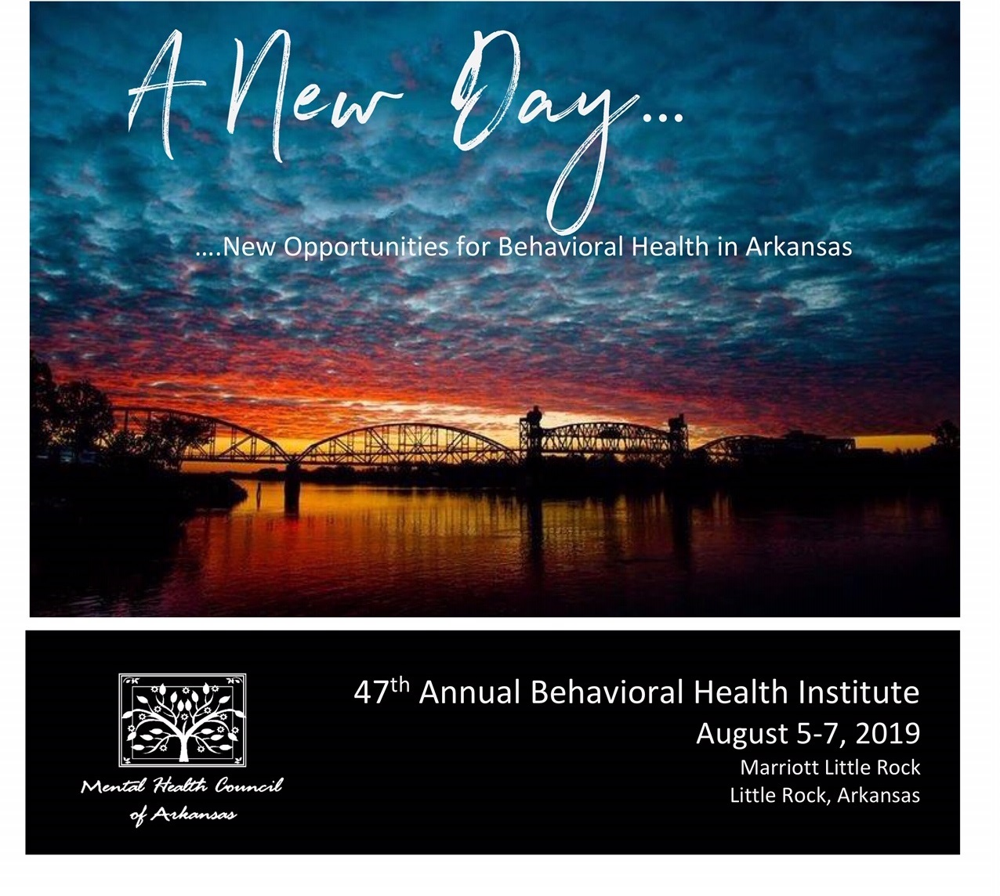 A New Day...
....New Opportunities for Behavioral Health in Arkansas
47th Annual Behavioral Health Institute
August 5-7, 2019
Marriott Little Rock
Little Rock, Arkansas
Mental Health Council
of Arkansas